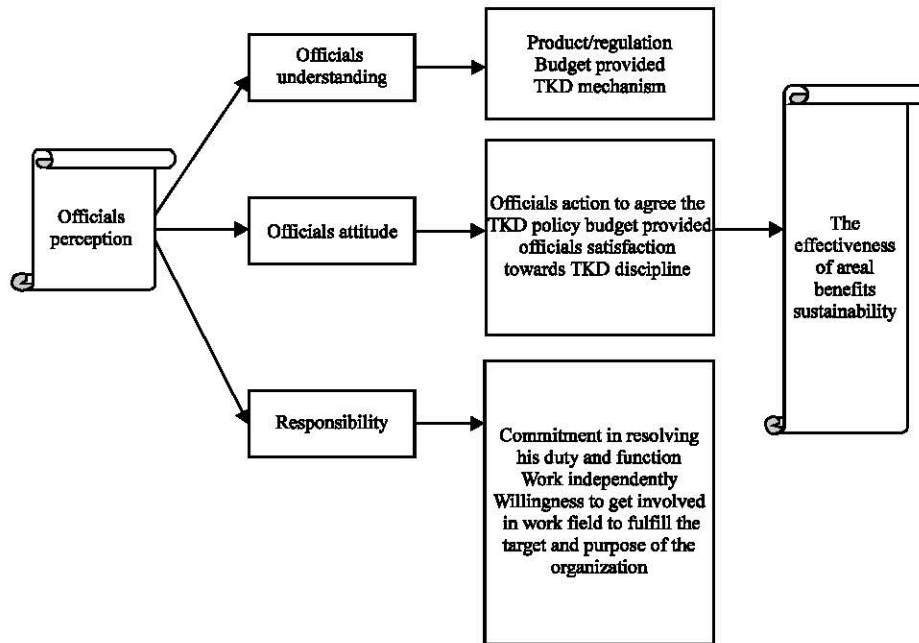 Officials
perception
Officials
understanding
Product/regulation
Budget provided
TKD mechanism
Officials attitude
Officials action to agree the
TKD policy budget provided
officials satisfaction
towards TKD discipline
Responsibility
Commitment in resolving
his duty and function
Work independently
Willingness to get involved
in work field to fulfill the
target and purpose of the
organization
The
effectiveness
of areal
benefits
sustainability